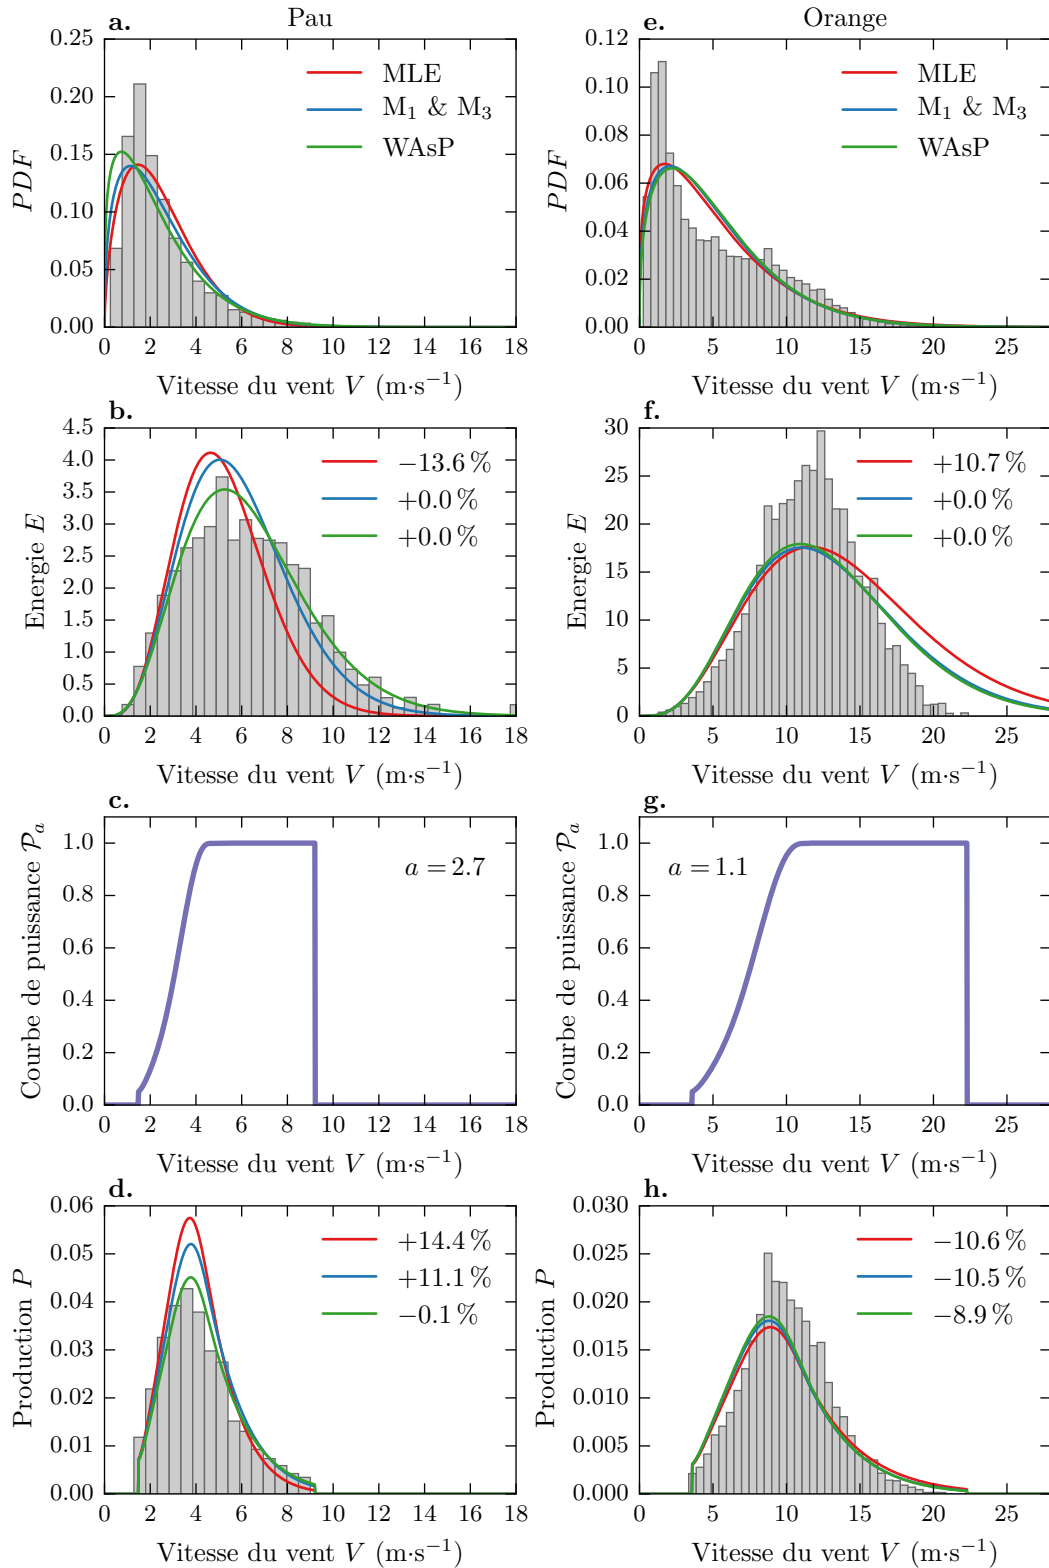 a.
Pau
0.25
0.20
0.15
0.10
0.05
0.00
PDF
MLE
M₁ & M₃
WAsP
0 2 4 6 8 10 12 14 16 18
Vitesse du vent V (m·s⁻¹)
e.
Orange
0.12
0.10
0.08
0.06
0.04
0.02
0.00
PDF
MLE
M₁ & M₃
WAsP
0 5 10 15 20 25
Vitesse du vent V (m·s⁻¹)
b.
4.5
4.0
3.5
3.0
2.5
2.0
1.5
1.0
0.5
0.0
Energie E
−13.6 %
+0.0 %
+0.0 %
0 2 4 6 8 10 12 14 16 18
Vitesse du vent V (m·s⁻¹)
f.
30
25
20
15
10
5
0
Energie E
+10.7 %
+0.0 %
+0.0 %
0 5 10 15 20 25
Vitesse du vent V (m·s⁻¹)
c.
1.0
0.8
0.6
0.4
0.2
0.0
Courbe de puissance 𝒫ₐ
a = 2.7
0 2 4 6 8 10 12 14 16 18
Vitesse du vent V (m·s⁻¹)
g.
1.0
0.8
0.6
0.4
0.2
0.0
Courbe de puissance 𝒫ₐ
a = 1.1
0 5 10 15 20 25
Vitesse du vent V (m·s⁻¹)
d.
0.06
0.05
0.04
0.03
0.02
0.01
0.00
Production P
+14.4 %
+11.1 %
−0.1 %
0 2 4 6 8 10 12 14 16 18
Vitesse du vent V (m·s⁻¹)
h.
0.030
0.025
0.020
0.015
0.010
0.005
0.000
Production P
−10.6 %
−10.5 %
−8.9 %
0 5 10 15 20 25
Vitesse du vent V (m·s⁻¹)